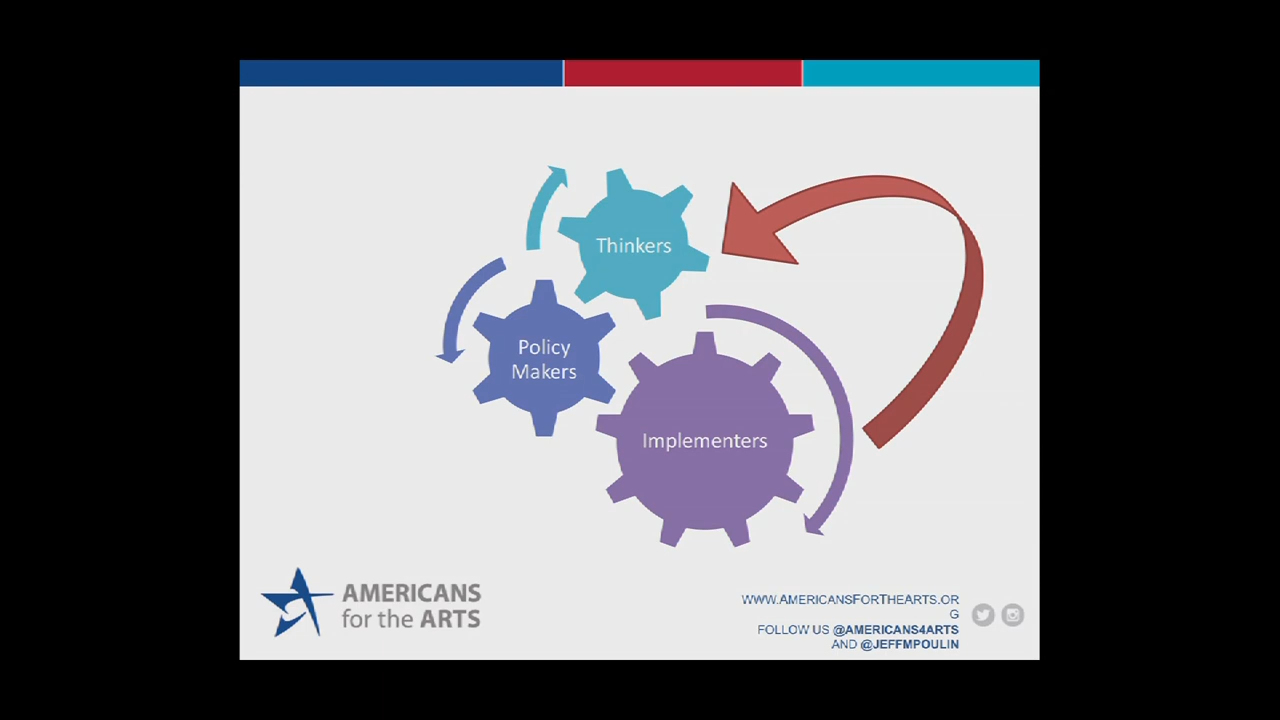 Thinkers
Policy
Makers
Implementers
AMERICANS
for the ARTS
WWW.AMERICANSFORTHEARTS.OR
G
FOLLOW US @AMERICANS4ARTS
AND @JEFFMPOULIN